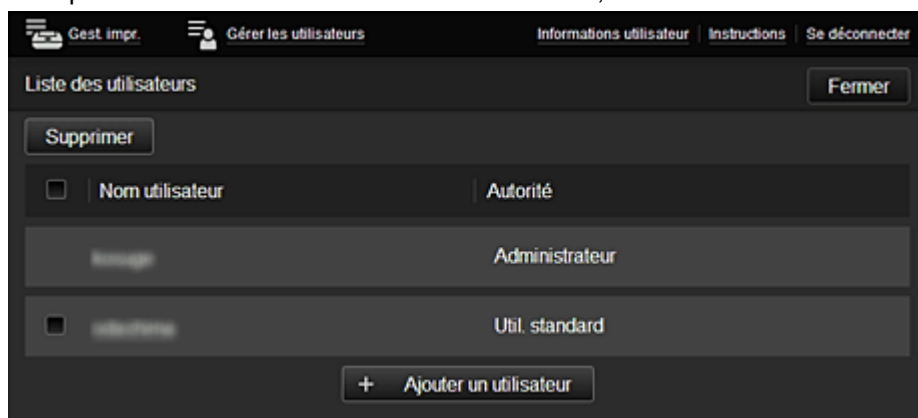 Gest. impr. Gérer les utilisateurs Informations utilisateur Instructions Se déconnecter
Liste des utilisateurs Fermer
Supprimer
Nom utilisateur Autorité
Administrateur
Util. standard
+ Ajouter un utilisateur